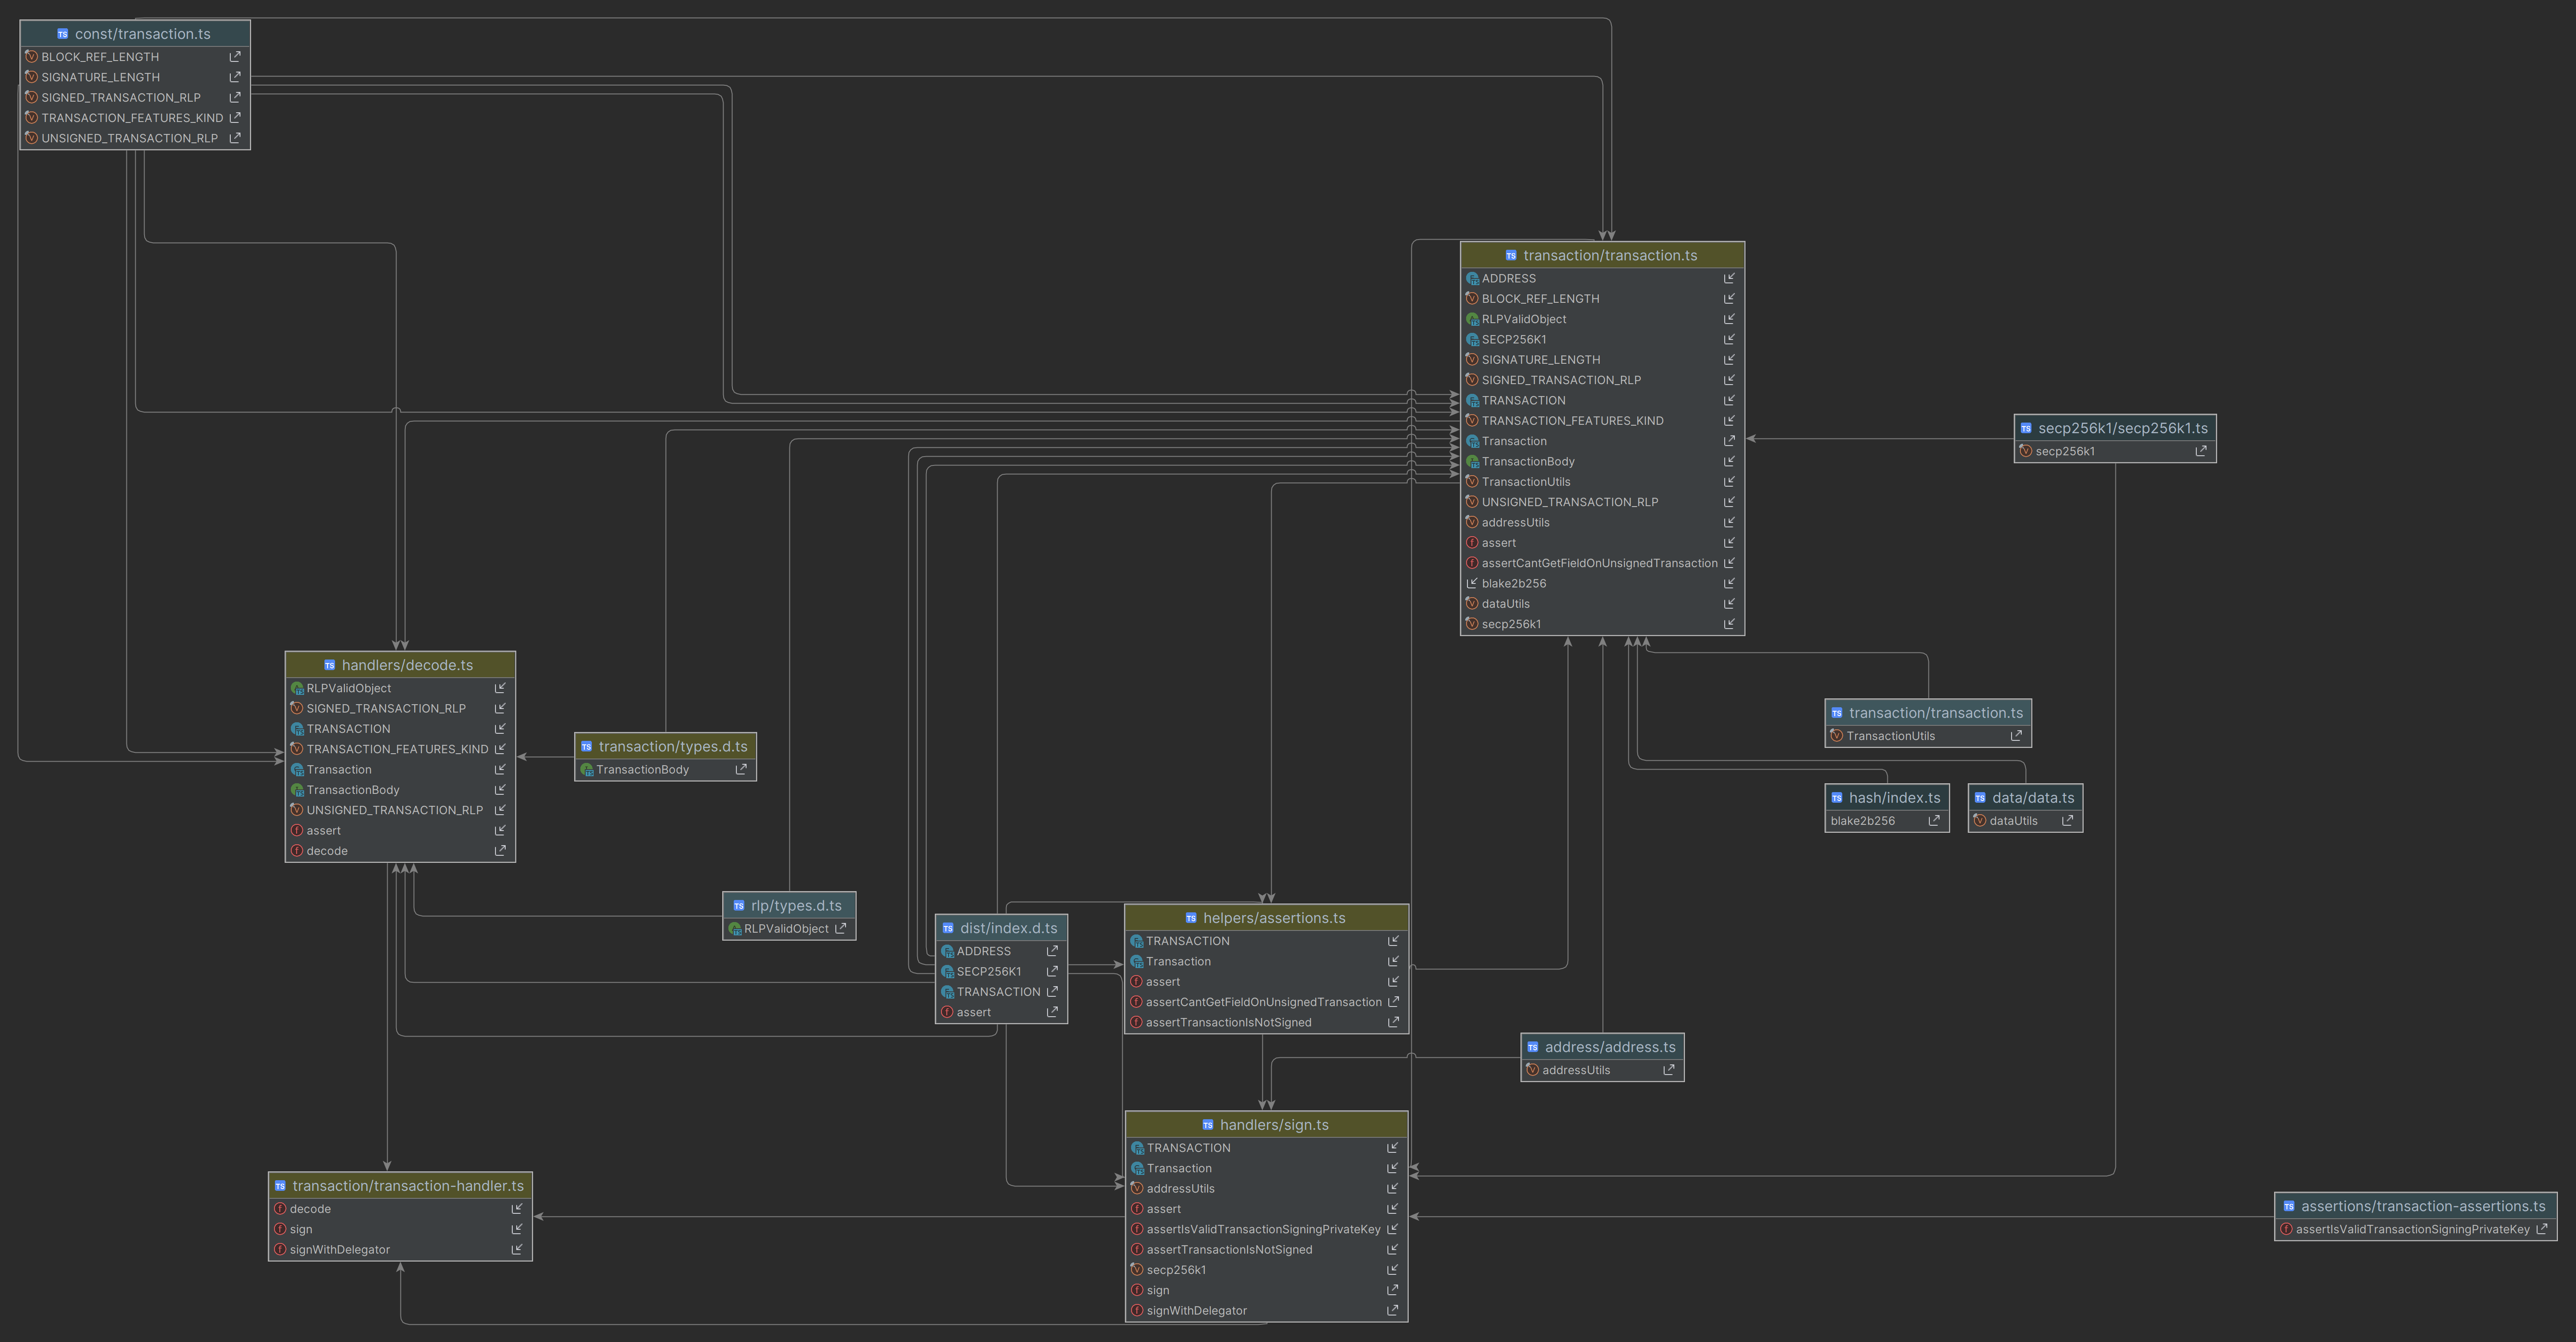 const/transaction.ts
BLOCK_REF_LENGTH
SIGNATURE_LENGTH
SIGNED_TRANSACTION_RLP
TRANSACTION_FEATURES_KIND
UNSIGNED_TRANSACTION_RLP
transaction/transaction.ts
ADDRESS
BLOCK_REF_LENGTH
RLPValidObject
SECP256K1
SIGNATURE_LENGTH
SIGNED_TRANSACTION_RLP
TRANSACTION
TRANSACTION_FEATURES_KIND
Transaction
TransactionBody
TransactionUtils
UNSIGNED_TRANSACTION_RLP
addressUtils
assert
assertCantGetFieldOnUnsignedTransaction
blake2b256
dataUtils
secp256k1
secp256k1/secp256k1.ts
secp256k1
handlers/decode.ts
RLPValidObject
SIGNED_TRANSACTION_RLP
TRANSACTION
TRANSACTION_FEATURES_KIND
Transaction
TransactionBody
UNSIGNED_TRANSACTION_RLP
assert
decode
transaction/types.d.ts
TransactionBody
transaction/transaction.ts
TransactionUtils
hash/index.ts
blake2b256
data/data.ts
dataUtils
rlp/types.d.ts
RLPValidObject
dist/index.d.ts
ADDRESS
SECP256K1
TRANSACTION
assert
helpers/assertions.ts
TRANSACTION
Transaction
assert
assertCantGetFieldOnUnsignedTransaction
assertTransactionIsNotSigned
address/address.ts
addressUtils
handlers/sign.ts
TRANSACTION
Transaction
addressUtils
assert
assertIsValidTransactionSigningPrivateKey
assertTransactionIsNotSigned
secp256k1
sign
signWithDelegator
transaction/transaction-handler.ts
decode
sign
signWithDelegator
assertions/transaction-assertions.ts
assertIsValidTransactionSigningPrivateKey